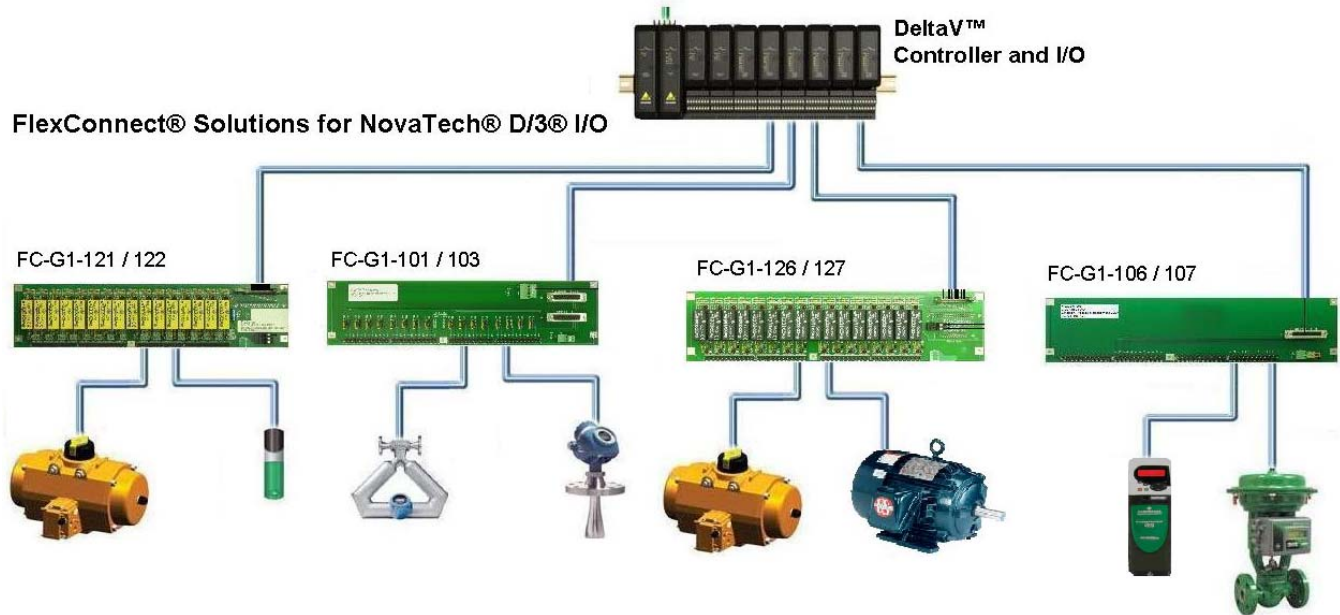 DeltaV™
Controller and I/O
FlexConnect® Solutions for NovaTech® D/3® I/O
FC-G1-121 / 122
FC-G1-101 / 103
FC-G1-126 / 127
FC-G1-106 / 107